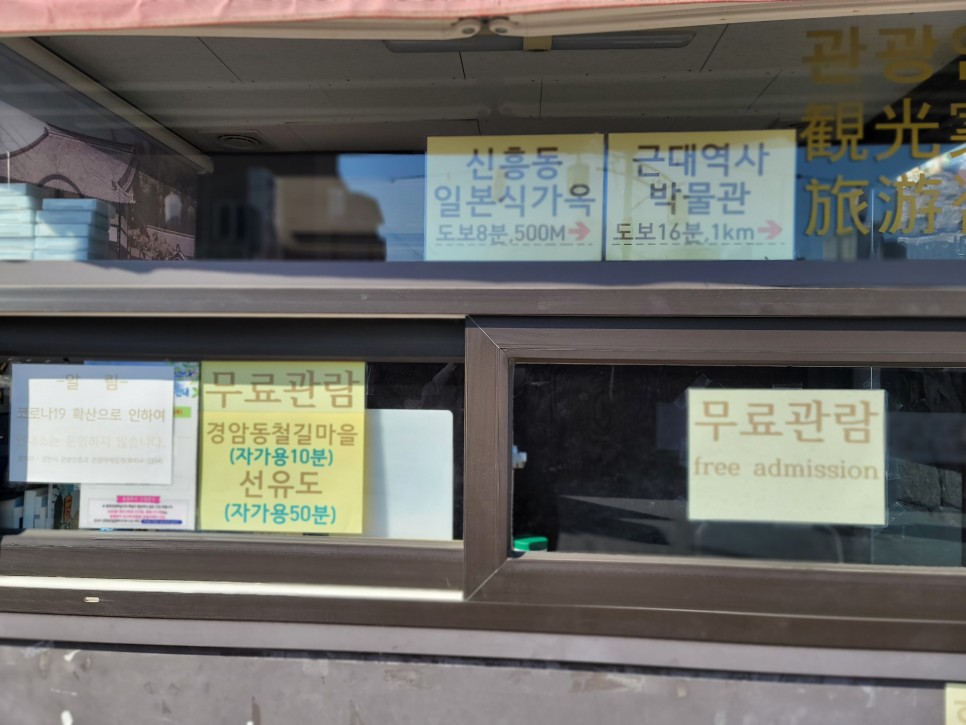 관광안
観光案
旅游
신흥동
일본식가옥
도보8분,500M→
근대역사
박물관
도보16분,1km→
-알 림-
코로나19 확산으로 인하여
무료관람
경암동철길마을
(자가용10분)
선유도
(자가용50분)
무료관람
free admission